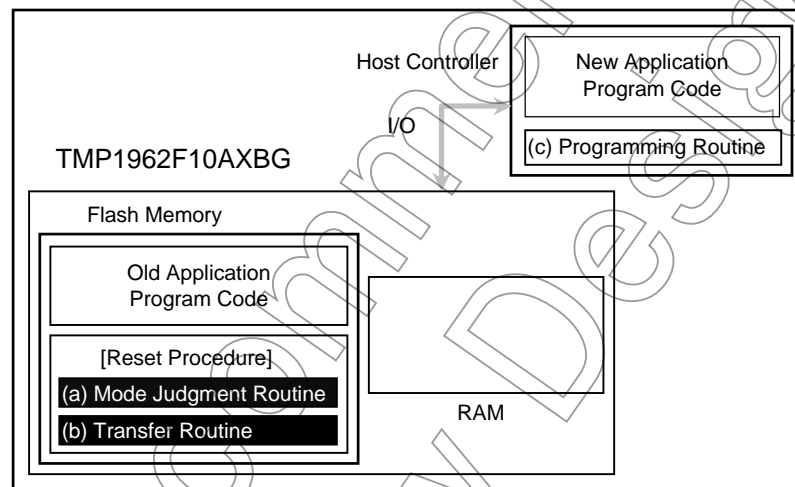 Host Controller
New Application
Program Code
I/O
(c) Programming Routine
TMP1962F10AXBG
Flash Memory
Old Application
Program Code
[Reset Procedure]
(a) Mode Judgment Routine
(b) Transfer Routine
RAM